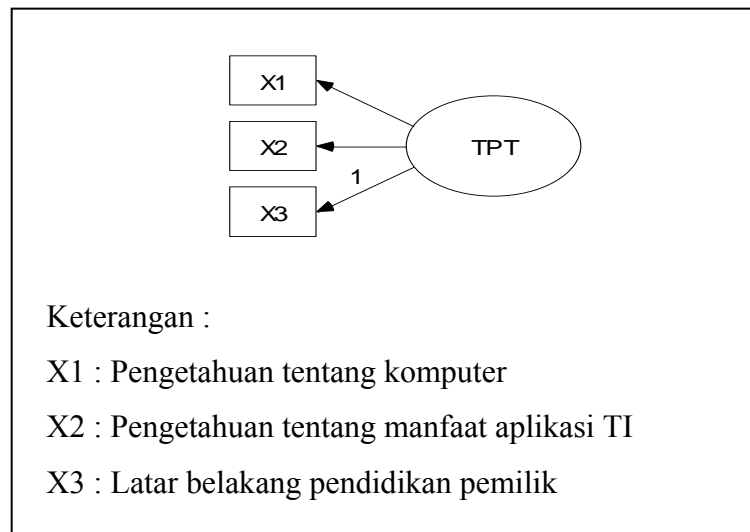 X1
X2
TPT
1
X3
Keterangan :
X1 : Pengetahuan tentang komputer
X2 : Pengetahuan tentang manfaat aplikasi TI
X3 : Latar belakang pendidikan pemilik